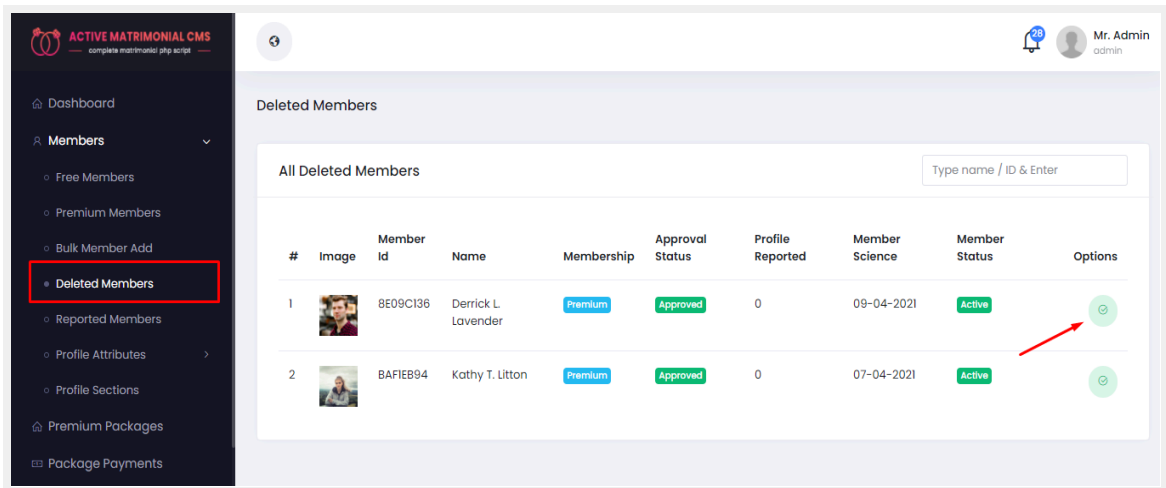 ACTIVE MATRIMONIAL CMS
complete matrimonial php script
28
Mr. Admin
admin
Dashboard
Members
Free Members
Premium Members
Bulk Member Add
Deleted Members
Reported Members
Profile Attributes
Profile Sections
Premium Packages
Package Payments
Deleted Members
All Deleted Members
Type name / ID & Enter
# Image Member Id Name Membership Approval Status Profile Reported Member Science Member Status Options
1 8E09C136 Derrick L. Lavender Premium Approved 0 09-04-2021 Active
2 BAF1EB94 Kathy T. Litton Premium Approved 0 07-04-2021 Active